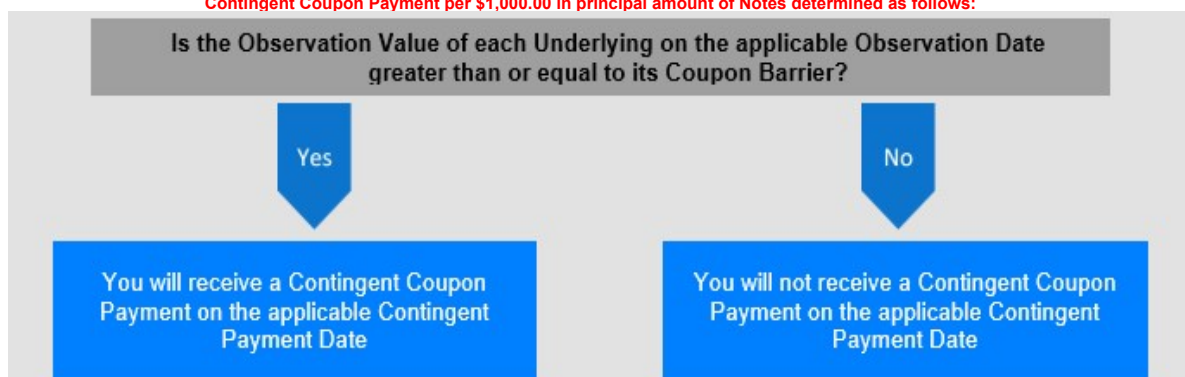 Contingent Coupon Payment per $1,000.00 in principal amount of Notes determined as follows:
Is the Observation Value of each Underlying on the applicable Observation Date
greater than or equal to its Coupon Barrier?
Yes
No
You will receive a Contingent Coupon
Payment on the applicable Contingent
Payment Date
You will not receive a Contingent Coupon
Payment on the applicable Contingent
Payment Date